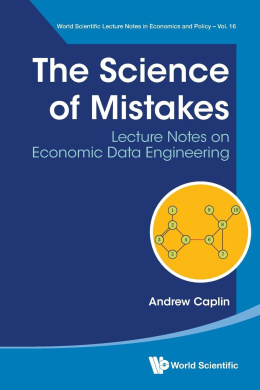 World Scientific Lecture Notes in Economics and Policy – Vol. 16
The Science
of Mistakes
Lecture Notes on
Economic Data Engineering
Andrew Caplin
World Scientific